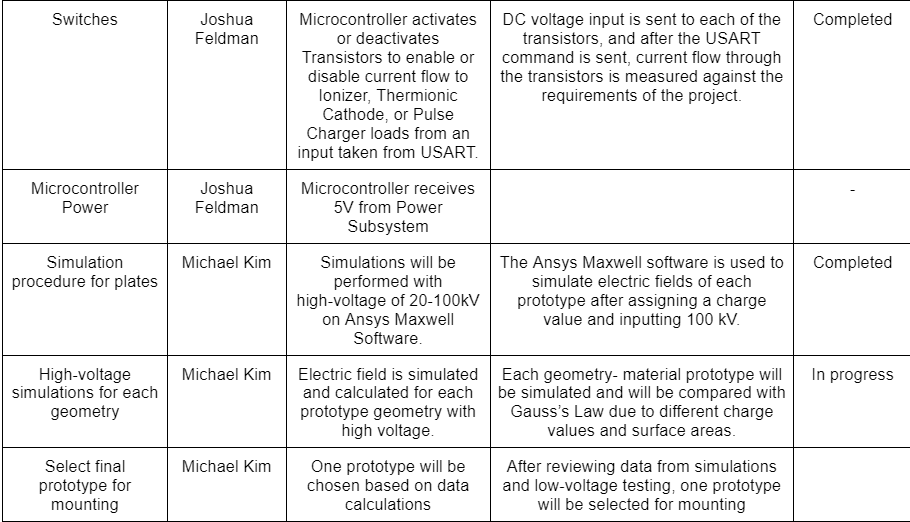 Switches
Joshua
Feldman
Microcontroller activates
or deactivates
Transistors to enable or
disable current flow to
Ionizer, Thermionic
Cathode, or Pulse
Charger loads from an
input taken from USART.
DC voltage input is sent to each of the
transistors, and after the USART
command is sent, current flow through
the transistors is measured against the
requirements of the project.
Completed
Microcontroller
Power
Joshua
Feldman
Microcontroller receives
5V from Power
Subsystem
-
Simulation
procedure for plates
Michael Kim
Simulations will be
performed with
high-voltage of 20-100kV
on Ansys Maxwell
Software.
The Ansys Maxwell software is used to
simulate electric fields of each
prototype after assigning a charge
value and inputting 100 kV.
Completed
High-voltage
simulations for each
geometry
Michael Kim
Electric field is simulated
and calculated for each
prototype geometry with
high voltage.
Each geometry- material prototype will
be simulated and will be compared with
Gauss's Law due to different charge
values and surface areas.
In progress
Select final
prototype for
mounting
Michael Kim
One prototype will be
chosen based on data
calculations
After reviewing data from simulations
and low-voltage testing, one prototype
will be selected for mounting